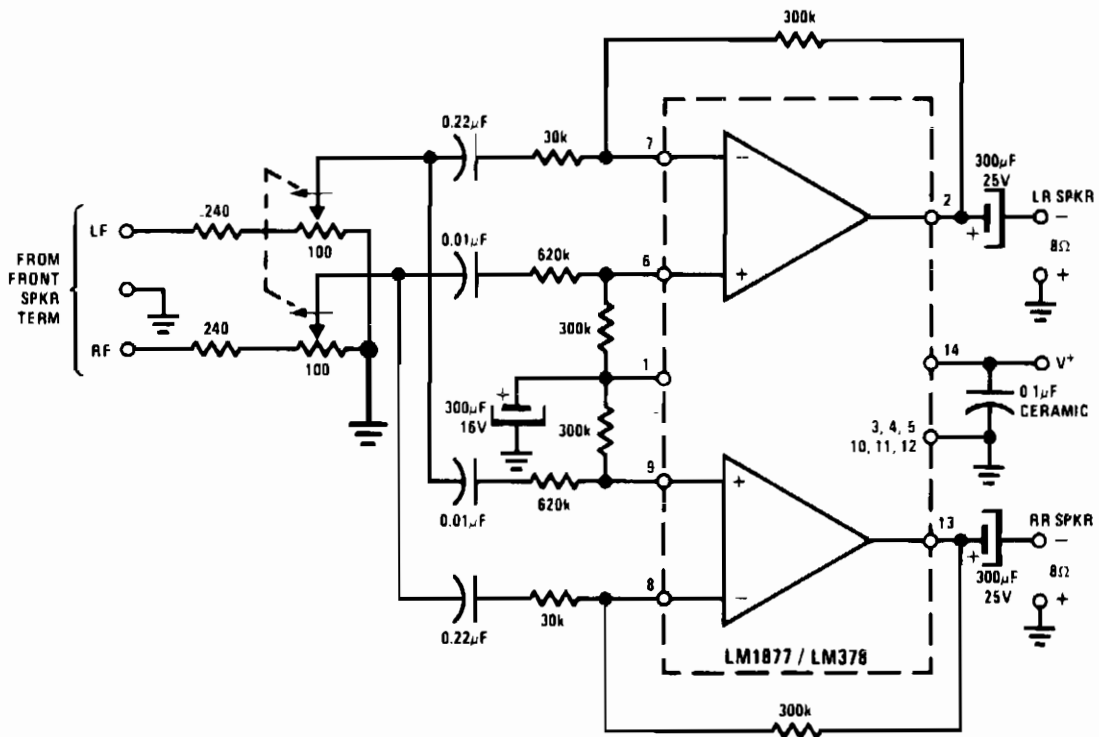 300k
0.22µF
30k
7
300µF
25V
2
LR SPKR
−
+
8Ω
+
FROM
FRONT
SPKR
TERM
LF
.240
100
0.01µF
620k
6
+
300k
RF
240
100
1
+
300µF
16V
300k
14
V+
0 1µF
CERAMIC
3, 4, 5
10, 11, 12
0.01µF
620k
9
+
13
RR SPKR
−
+
300µF
25V
8Ω
+
0.22µF
30k
8
−
LM1877 / LM378
300k